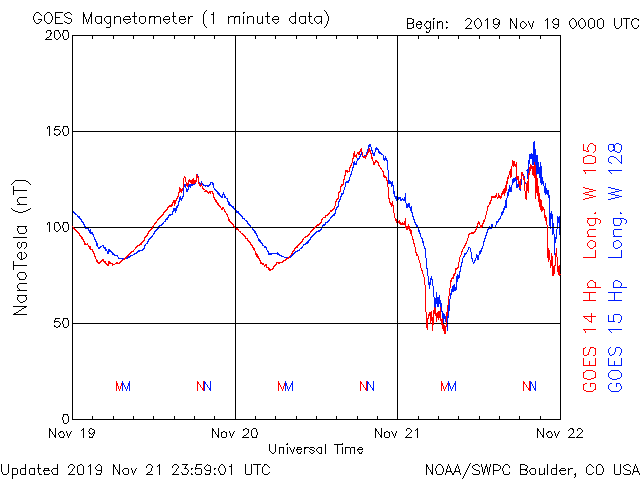 GOES Magnetometer (1 minute data)
Begin: 2019 Nov 19 0000 UTC
200
150
100
50
0
NanoTesla (nT)
M M N N M M N N M M N N
Nov 19 Nov 20 Nov 21 Nov 22
Universal Time
GOES 14 Hp Long. W 105
GOES 15 Hp Long. W 128
Updated 2019 Nov 21 23:59:01 UTC
NOAA/SWPC Boulder, CO USA